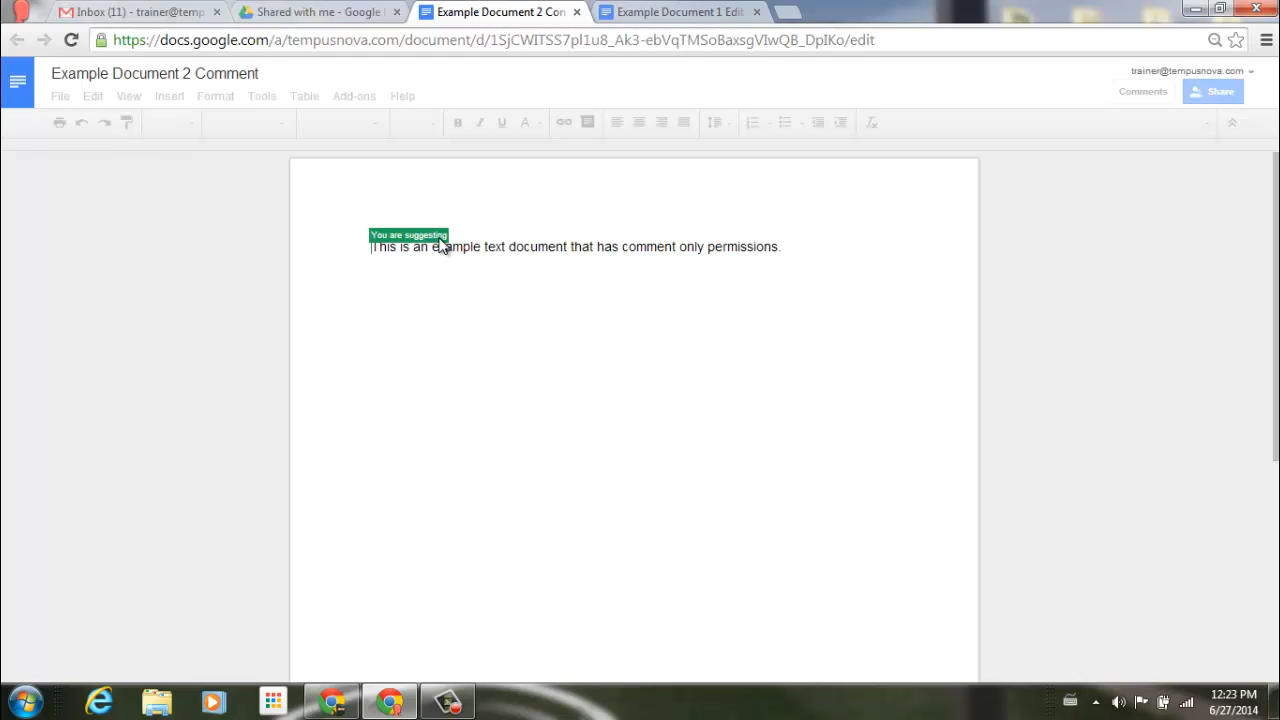 Inbox (11) - trainer@temp
Shared with me - Google
Example Document 2 Con
Example Document 1 Edit
https://docs.google.com/a/tempusnova.com/document/d/1SjCWITSS7pl1u8_Ak3-ebVqTMSoBaxsgVIwQB_DpIKo/edit
Example Document 2 Comment
trainer@tempusnova.com
File Edit View Insert Format Tools Table Add-ons Help
Comments
Share
B I U A
You are suggesting
This is an example text document that has comment only permissions.
12:23 PM
6/27/2014